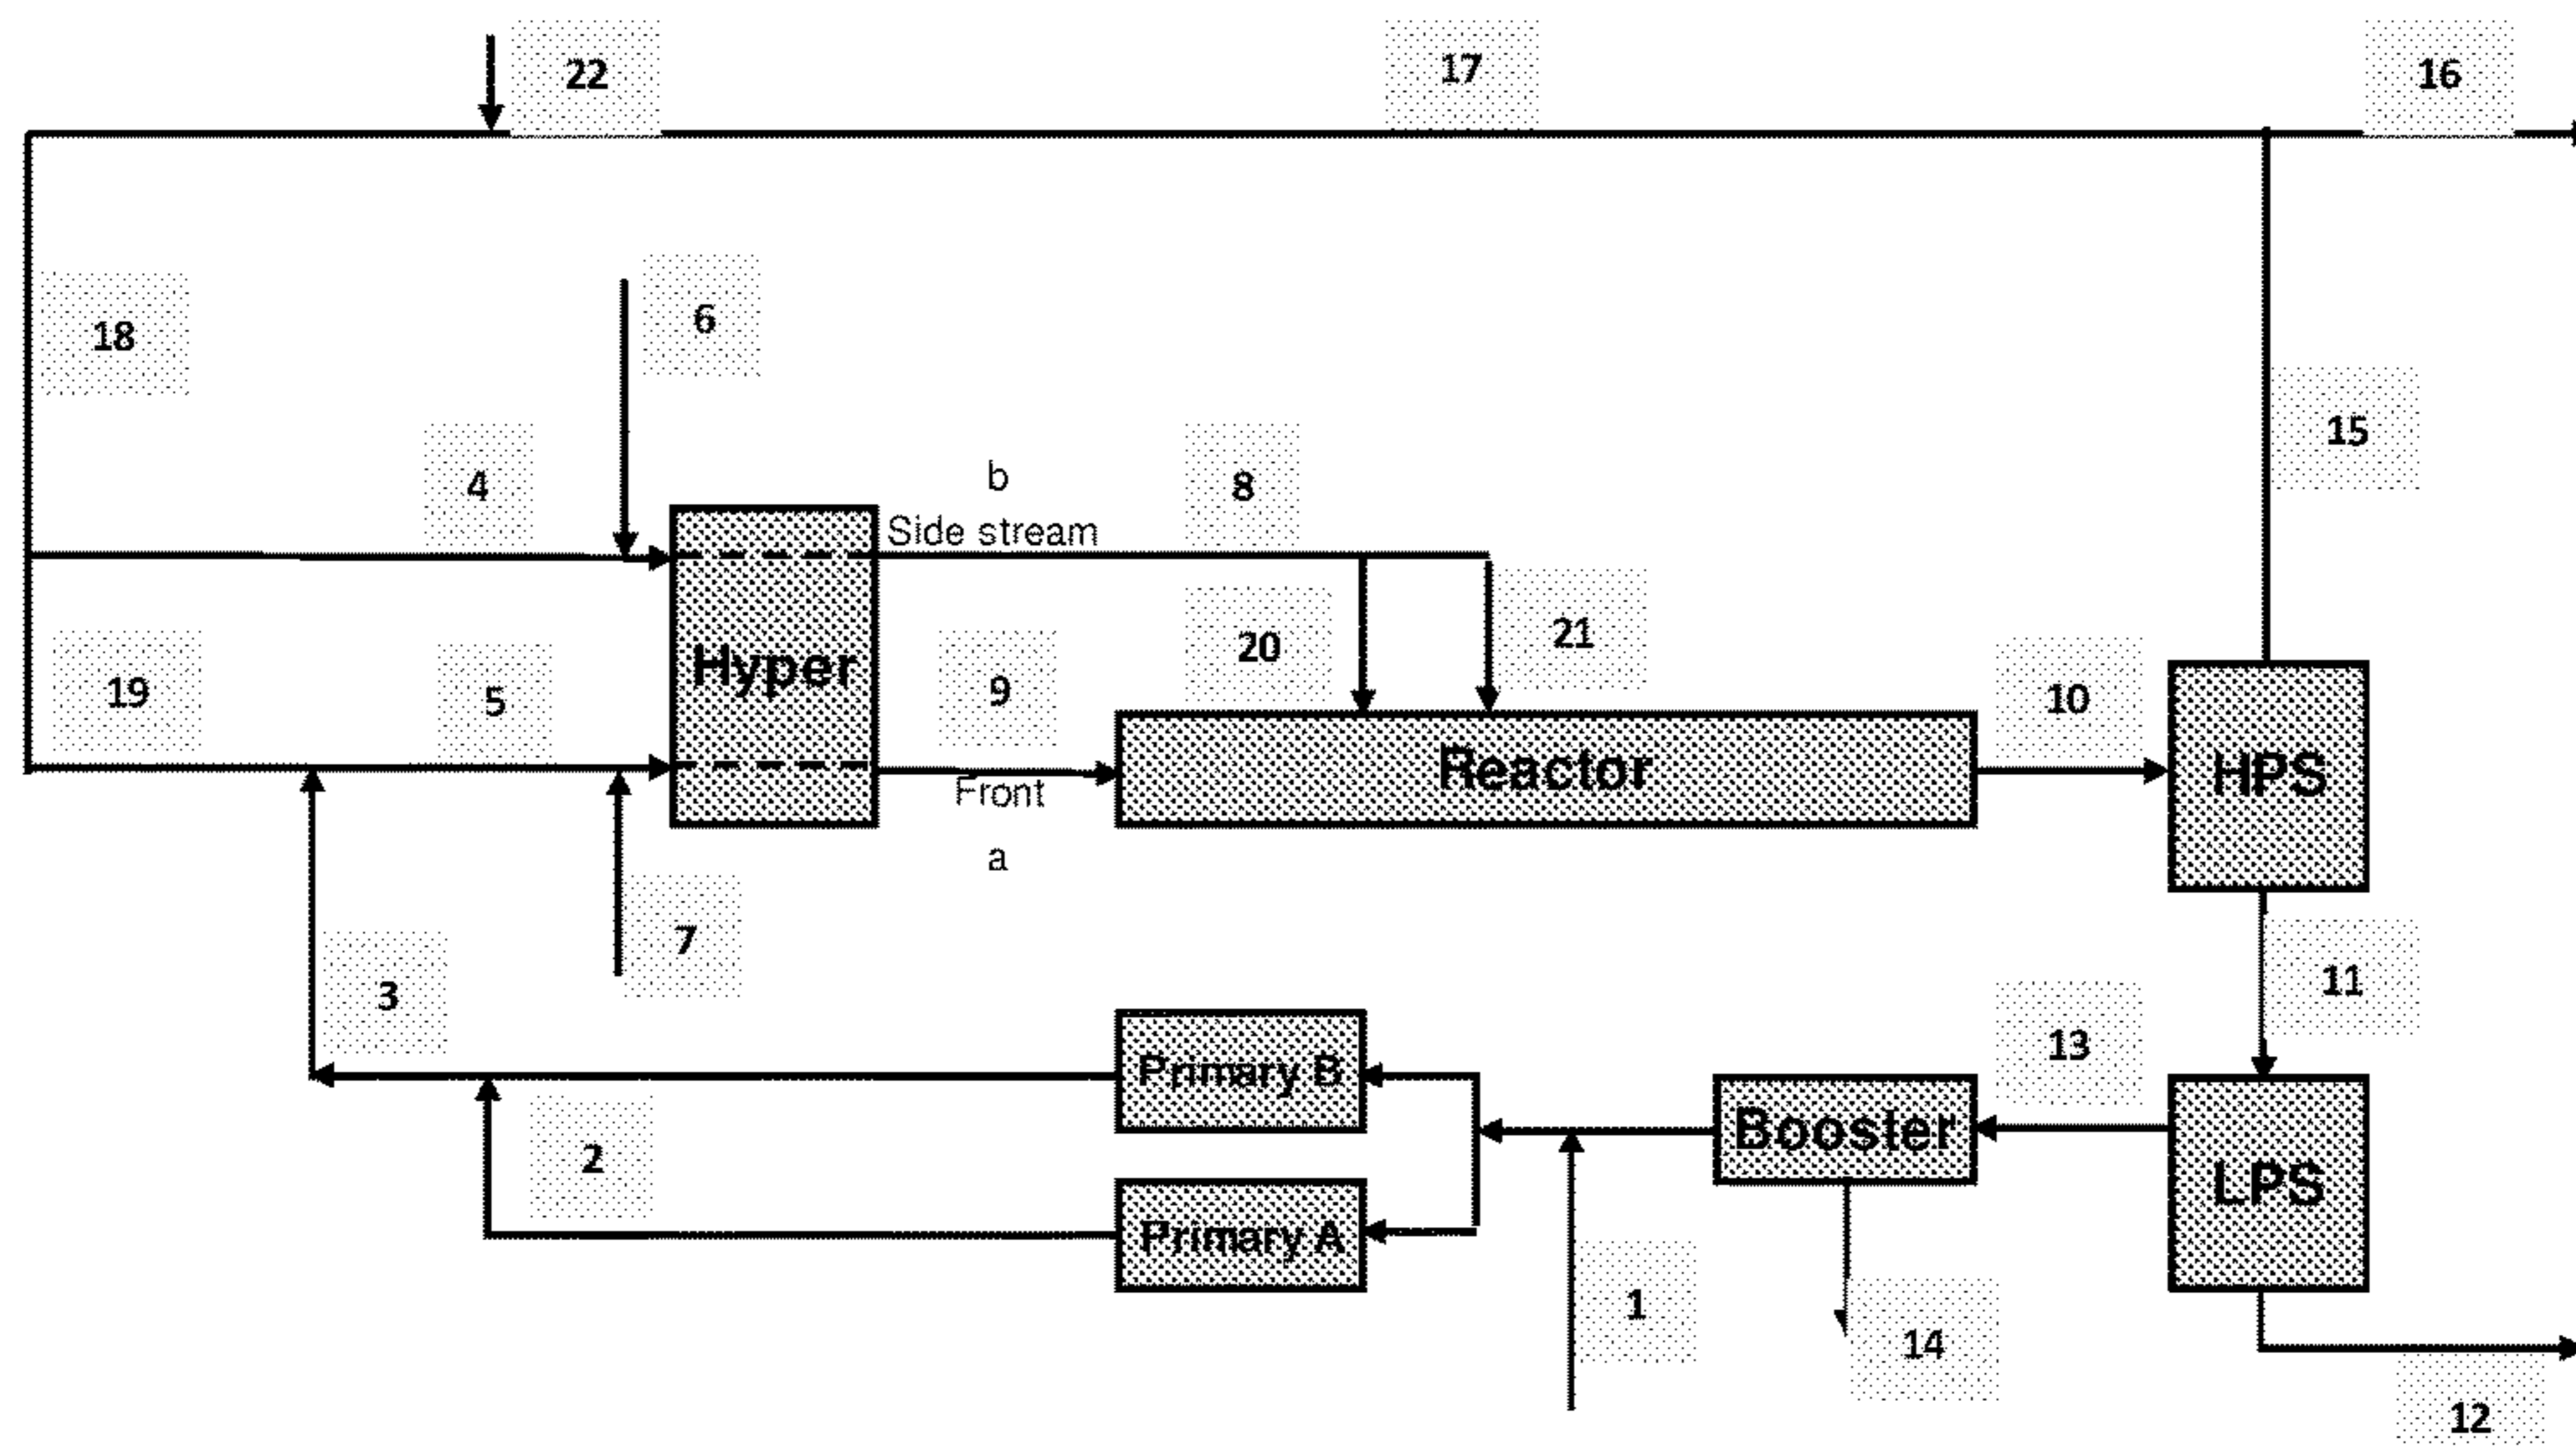 22
17
16
6
18
15
4
b
8
Side stream
20
21
19
5
9
Hyper
10
Reactor
HPS
Front
a
7
11
3
13
Primary B
Booster
2
LPS
Primary A
1
14
12